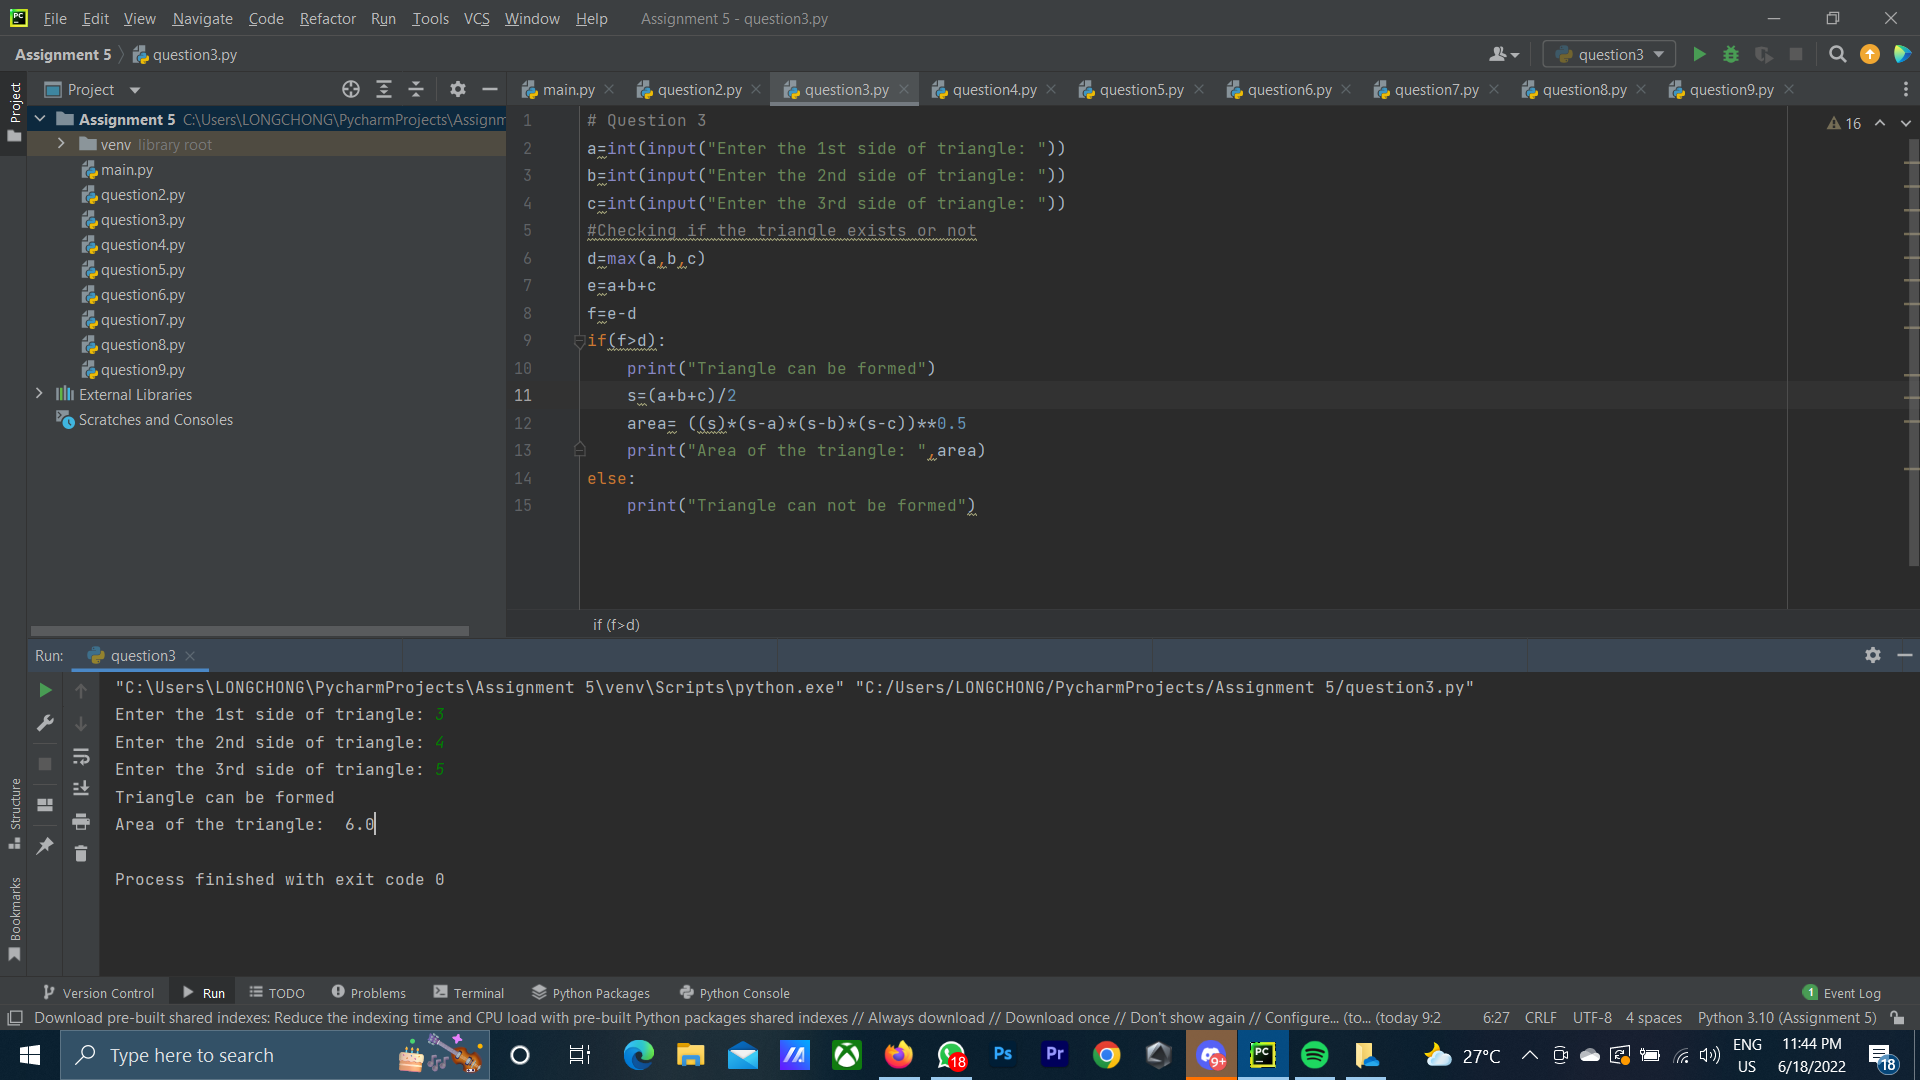 File Edit View Navigate Code Refactor Run Tools VCS Window Help Assignment 5 - question3.py
Assignment 5 question3.py question3
Project
Project main.py question2.py question3.py question4.py question5.py question6.py question7.py question8.py question9.py
Assignment 5 C:\Users\LONGCHONG\PycharmProjects\Assignm
venv library root
main.py
question2.py
question3.py
question4.py
question5.py
question6.py
question7.py
question8.py
question9.py
External Libraries
Scratches and Consoles
16
1 # Question 3
2 a=int(input("Enter the 1st side of triangle: "))
3 b=int(input("Enter the 2nd side of triangle: "))
4 c=int(input("Enter the 3rd side of triangle: "))
5 #Checking if the triangle exists or not
6 d=max(a,b,c)
7 e=a+b+c
8 f=e-d
9 if(f>d):
10 print("Triangle can be formed")
11 s=(a+b+c)/2
12 area= ((s)*(s-a)*(s-b)*(s-c))**0.5
13 print("Area of the triangle: ",area)
14 else:
15 print("Triangle can not be formed")
if (f>d)
Run: question3
"C:\Users\LONGCHONG\PycharmProjects\Assignment 5\venv\Scripts\python.exe" "C:/Users/LONGCHONG/PycharmProjects/Assignment 5/question3.py"
Enter the 1st side of triangle: 3
Enter the 2nd side of triangle: 4
Enter the 3rd side of triangle: 5
Triangle can be formed
Area of the triangle:  6.0
Process finished with exit code 0
Structure
Bookmarks
Version Control Run TODO Problems Terminal Python Packages Python Console 1 Event Log
Download pre-built shared indexes: Reduce the indexing time and CPU load with pre-built Python packages shared indexes // Always download // Download once // Don't show again // Configure... (to... (today 9:2 6:27 CRLF UTF-8 4 spaces Python 3.10 (Assignment 5)
Type here to search 18 Ps Pr 9+ PC 27°C ENG US 11:44 PM 6/18/2022 18